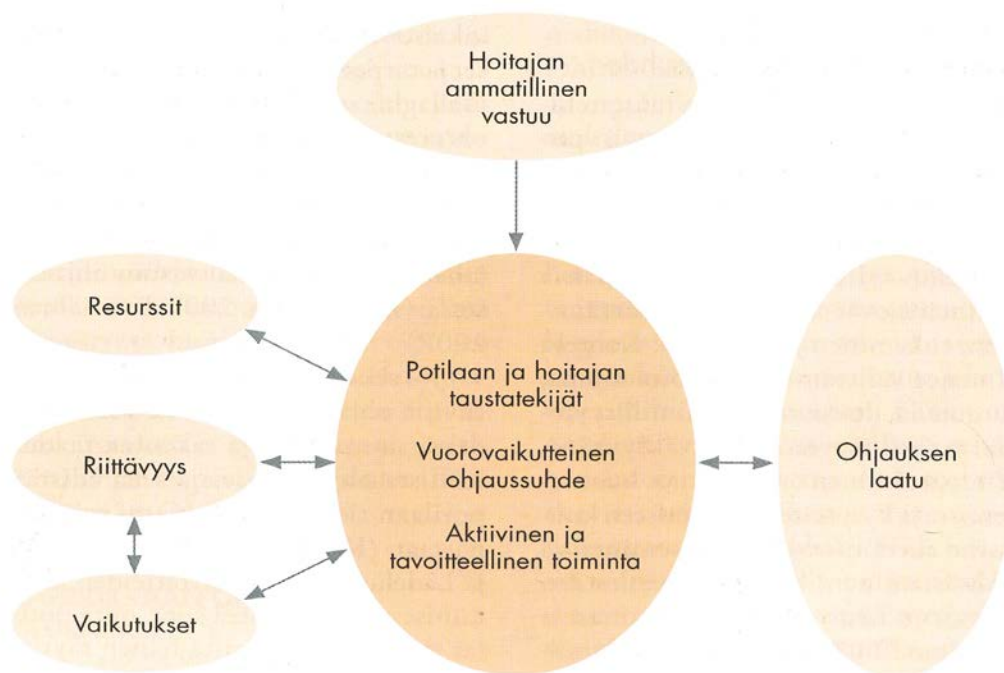 Hoitajan
ammatillinen
vastuu
Resurssit
Potilaan ja hoitajan
taustatekijät
Riittävyys
Vuorovaikutteinen
ohjaussuhde
Ohjauksen
laatu
Aktiivinen ja
tavoitteellinen toiminta
Vaikutukset